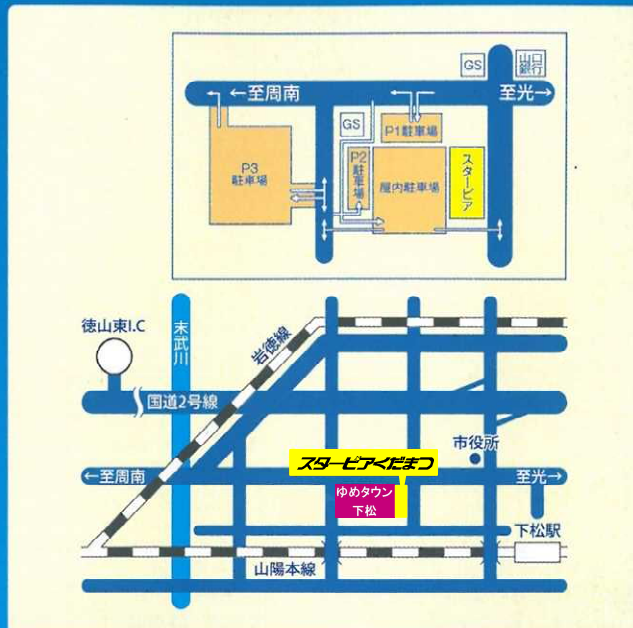 GS
山口
銀行
←至周南
至光→
GS
P1駐車場
P2
駐車場
P3
駐車場
屋内駐車場
スターピア
徳山東I.C
末武川
岩徳線
国道2号線
市役所
スターピアくだまつ
←至周南
至光→
ゆめタウン
下松
下松駅
山陽本線